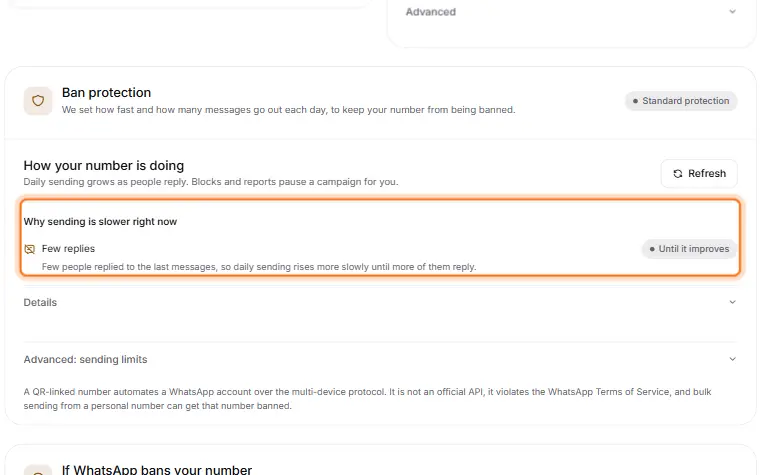 Advanced
Ban protection
We set how fast and how many messages go out each day, to keep your number from being banned.
Standard protection
How your number is doing
Daily sending grows as people reply. Blocks and reports pause a campaign for you.
Refresh
Why sending is slower right now
Few replies
Until it improves
Few people replied to the last messages, so daily sending rises more slowly until more of them reply.
Details
Advanced: sending limits
A QR-linked number automates a WhatsApp account over the multi-device protocol. It is not an official API, it violates the WhatsApp Terms of Service, and bulk
sending from a personal number can get that number banned.
If WhatsApp bans your number